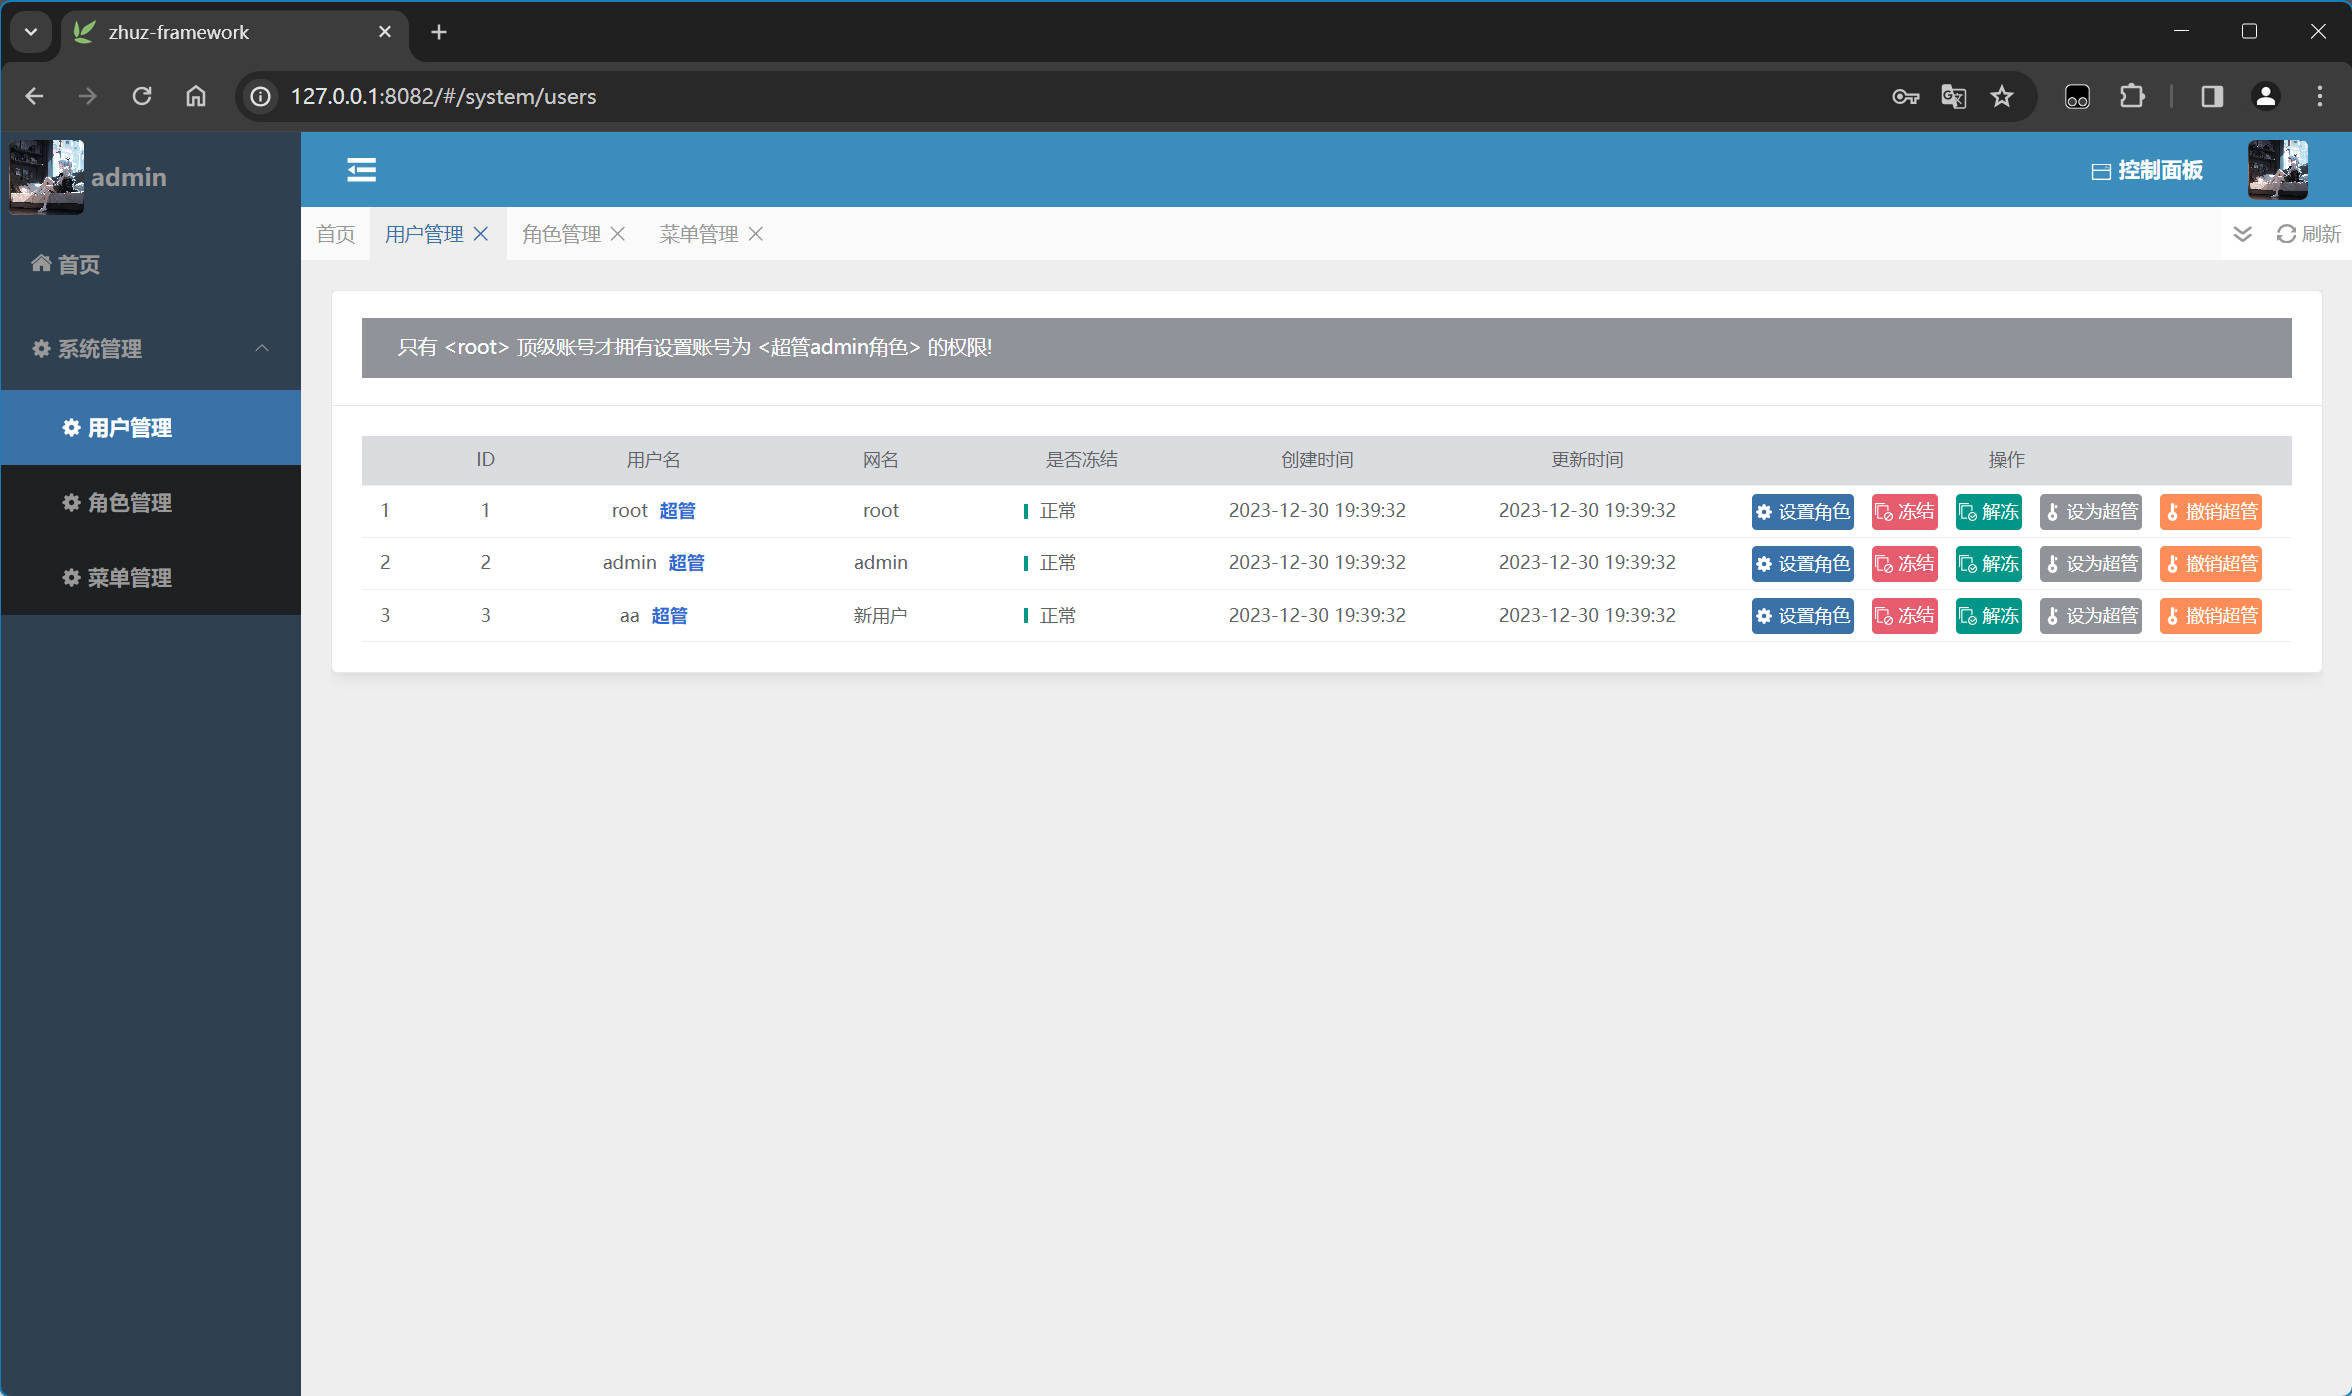 zhuz-framework
127.0.0.1:8082/#/system/users
admin
控制面板
首页 用户管理 角色管理 菜单管理 刷新
首页
系统管理
用户管理
角色管理
菜单管理
只有 <root> 顶级账号才拥有设置账号为 <超管admin角色> 的权限!
ID 用户名 网名 是否冻结 创建时间 更新时间 操作
1 1 root 超管 root 正常 2023-12-30 19:39:32 2023-12-30 19:39:32 设置角色 冻结 解冻 设为超管 撤销超管
2 2 admin 超管 admin 正常 2023-12-30 19:39:32 2023-12-30 19:39:32 设置角色 冻结 解冻 设为超管 撤销超管
3 3 aa 超管 新用户 正常 2023-12-30 19:39:32 2023-12-30 19:39:32 设置角色 冻结 解冻 设为超管 撤销超管